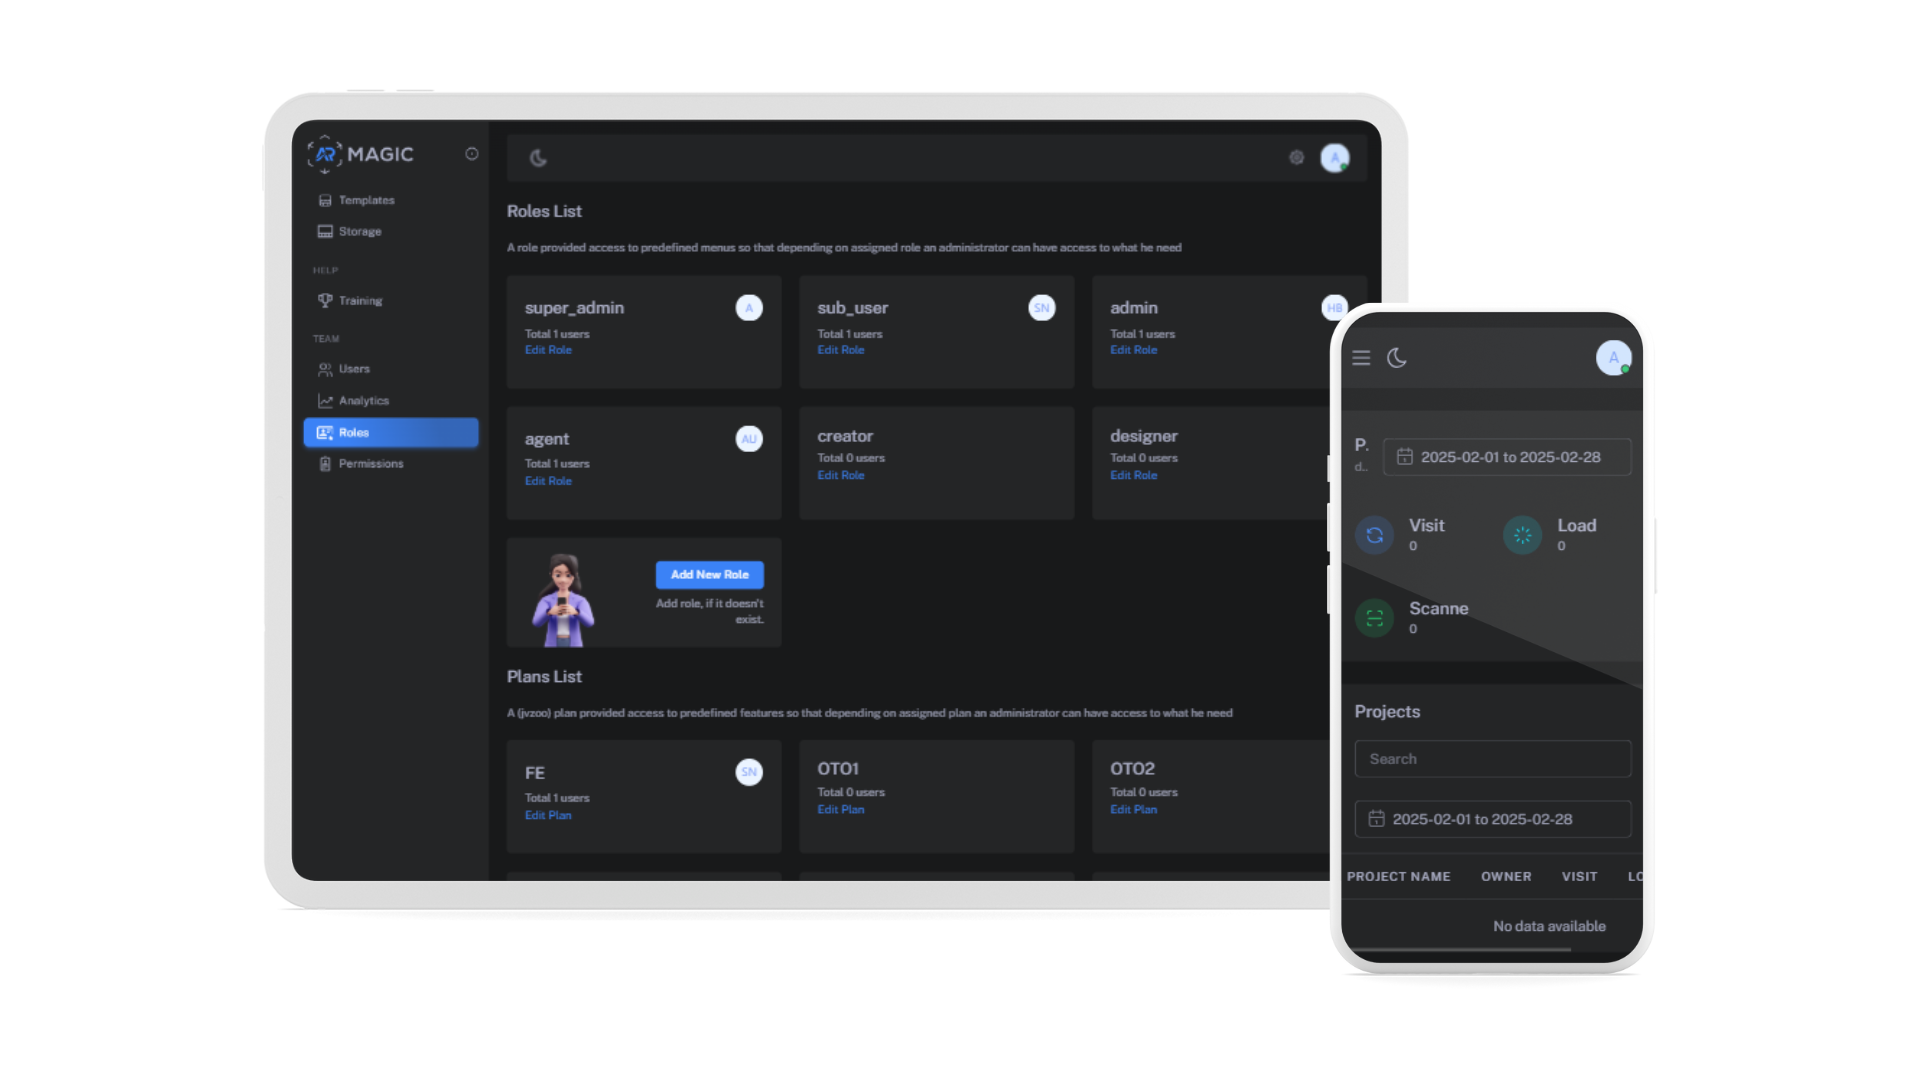 AR MAGIC
Templates
Storage
HELP
Training
TEAM
Users
Analytics
Roles
Permissions
A
Roles List
A role provided access to predefined menus so that depending on assigned role an administrator can have access to what he need
super_admin
A
Total 1 users
Edit Role
sub_user
SN
Total 1 users
Edit Role
admin
HB
Total 1 users
Edit Role
agent
AU
Total 1 users
Edit Role
creator
Total 0 users
Edit Role
designer
Total 0 users
Edit Role
Add New Role
Add role, if it doesn't
exist.
Plans List
A (jvzoo) plan provided access to predefined features so that depending on assigned plan an administrator can have access to what he need
FE
SN
Total 1 users
Edit Plan
OTO1
Total 0 users
Edit Plan
OTO2
Total 0 users
Edit Plan
A
P.
d..
2025-02-01 to 2025-02-28
Visit
0
Load
0
Scanne
0
Projects
Search
2025-02-01 to 2025-02-28
PROJECT NAME OWNER VISIT LO
No data available